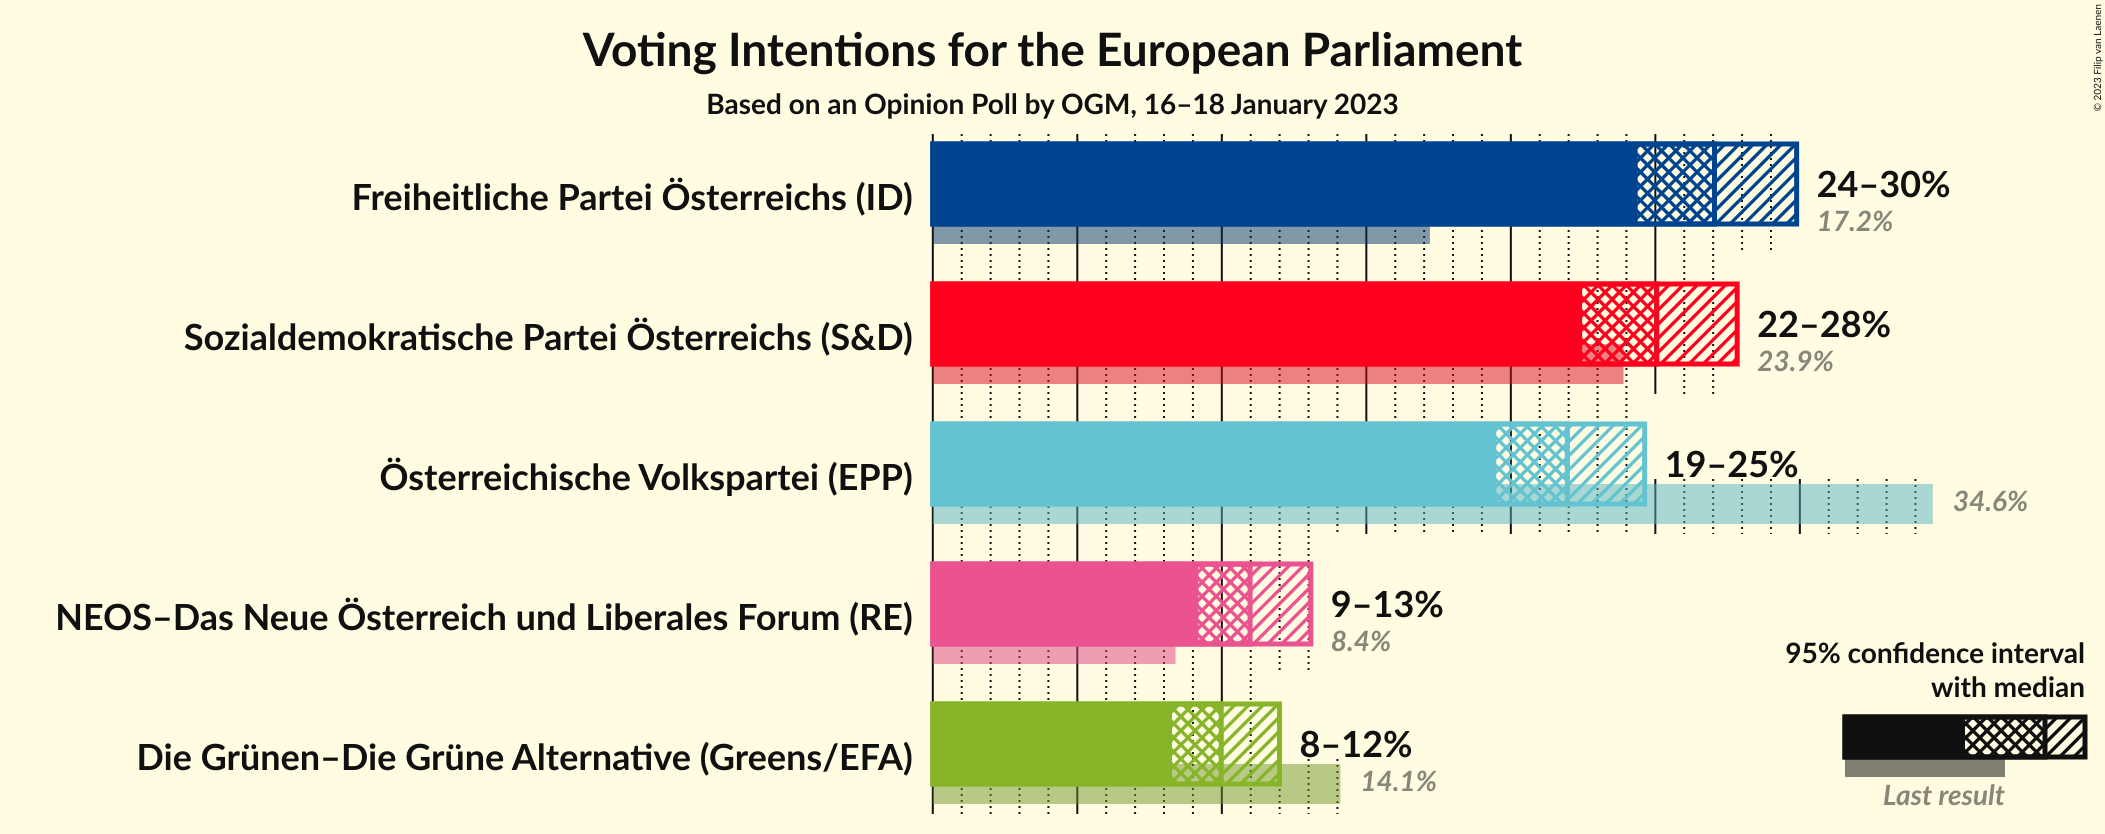 Voting Intentions for the European Parliament
Based on an Opinion Poll by OGM, 16–18 January 2023
© 2023 Filip van Laenen
Freiheitliche Partei Österreichs (ID)
24–30%
17.2%
Sozialdemokratische Partei Österreichs (S&D)
22–28%
23.9%
Österreichische Volkspartei (EPP)
19–25%
34.6%
NEOS–Das Neue Österreich und Liberales Forum (RE)
9–13%
8.4%
Die Grünen–Die Grüne Alternative (Greens/EFA)
8–12%
14.1%
95% confidence interval
with median
Last result